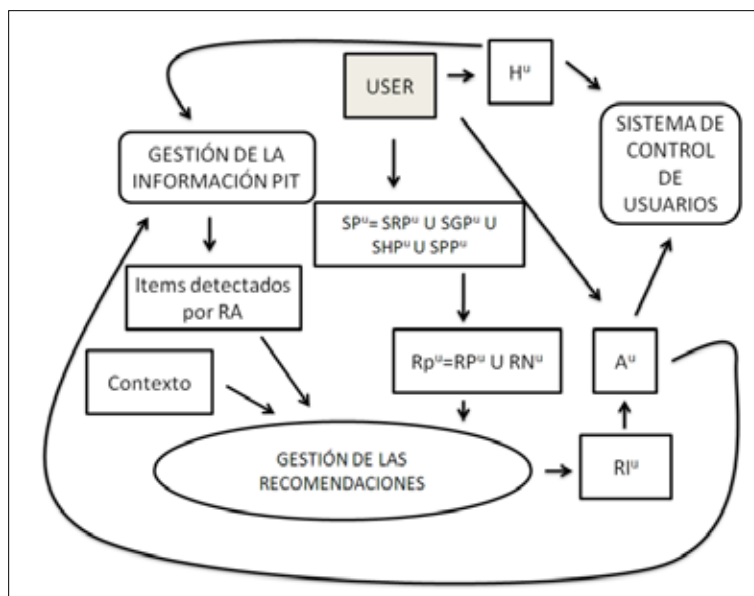 USER
Hᵘ
SISTEMA DE
CONTROL
DE
USUARIOS
GESTIÓN DE LA
INFORMACIÓN PIT
SPᵘ= SRPᵘ U SGPᵘ U
SHPᵘ U SPPᵘ
Items detectados
por RA
Contexto
Rpᵘ=RPᵘ U RNᵘ
Aᵘ
GESTIÓN DE LAS
RECOMENDACIONES
RIᵘ